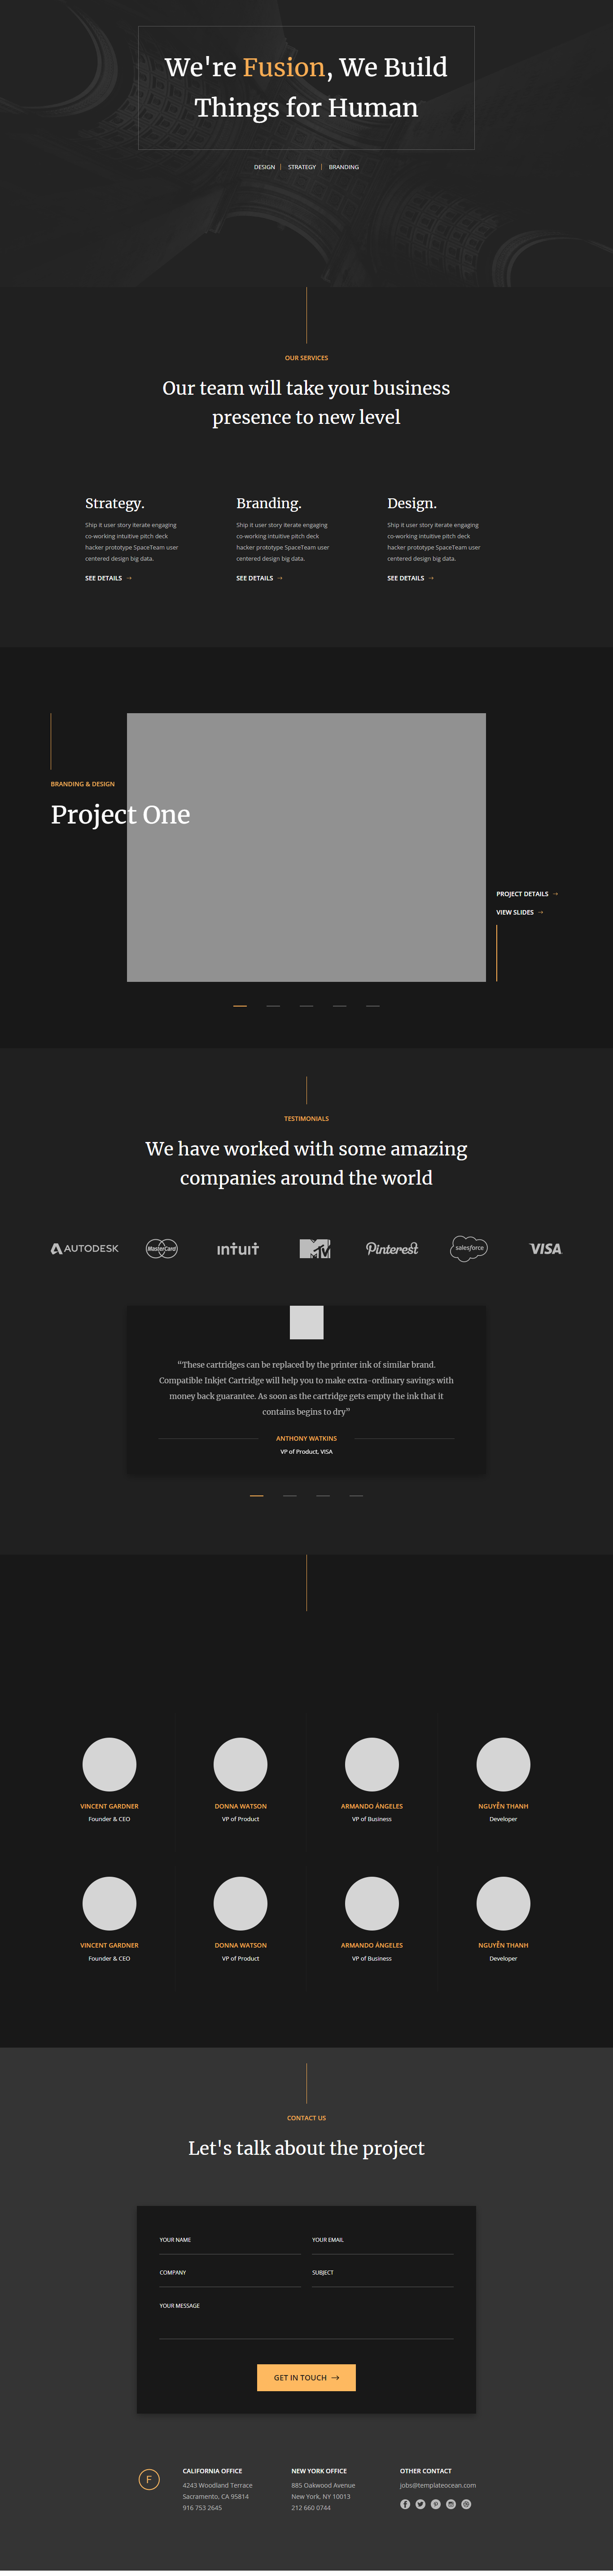 We're Fusion, We Build
Things for Human
DESIGN | STRATEGY | BRANDING
OUR SERVICES
Our team will take your business
presence to new level
Strategy.
Ship it user story iterate engaging
co-working intuitive pitch deck
hacker prototype SpaceTeam user
centered design big data.
SEE DETAILS →
Branding.
Ship it user story iterate engaging
co-working intuitive pitch deck
hacker prototype SpaceTeam user
centered design big data.
SEE DETAILS →
Design.
Ship it user story iterate engaging
co-working intuitive pitch deck
hacker prototype SpaceTeam user
centered design big data.
SEE DETAILS →
BRANDING & DESIGN
Project One
PROJECT DETAILS →
VIEW SLIDES →
TESTIMONIALS
We have worked with some amazing
companies around the world
AUTODESK
MasterCard
intuit
MTV
Pinterest
salesforce
VISA
“These cartridges can be replaced by the printer ink of similar brand.
Compatible Inkjet Cartridge will help you to make extra-ordinary savings with
money back guarantee. As soon as the cartridge gets empty the ink that it
contains begins to dry”
ANTHONY WATKINS
VP of Product, VISA
VINCENT GARDNER
Founder & CEO
DONNA WATSON
VP of Product
ARMANDO ÁNGELES
VP of Business
NGUYỄN THANH
Developer
VINCENT GARDNER
Founder & CEO
DONNA WATSON
VP of Product
ARMANDO ÁNGELES
VP of Business
NGUYỄN THANH
Developer
CONTACT US
Let's talk about the project
YOUR NAME
YOUR EMAIL
COMPANY
SUBJECT
YOUR MESSAGE
GET IN TOUCH →
F
CALIFORNIA OFFICE
4243 Woodland Terrace
Sacramento, CA 95814
916 753 2645
NEW YORK OFFICE
885 Oakwood Avenue
New York, NY 10013
212 660 0744
OTHER CONTACT
jobs@templateocean.com